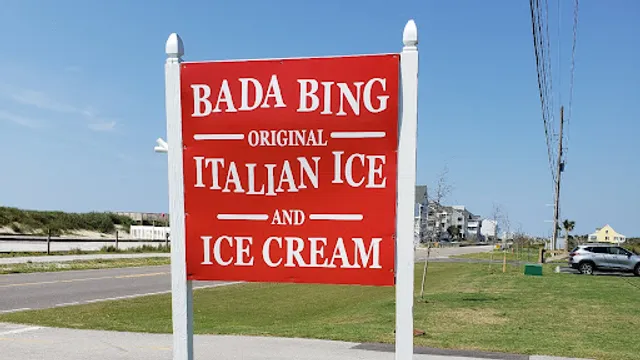 BADA BING
ORIGINAL
ITALIAN ICE
AND
ICE CREAM